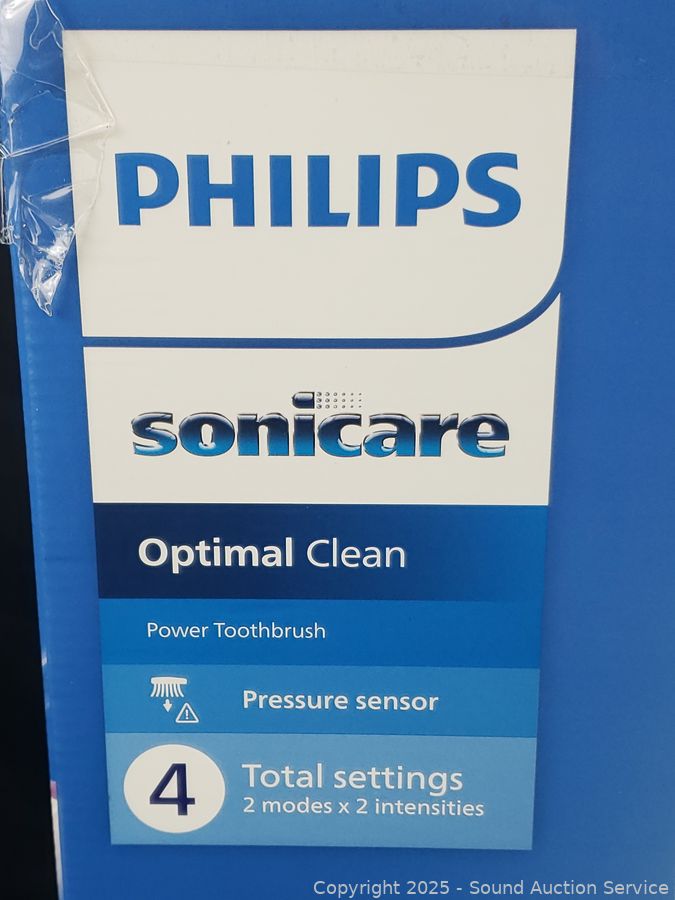 PHILIPS
sonicare
Optimal Clean
Power Toothbrush
Pressure sensor
4
Total settings
2 modes x 2 intensities
Copyright 2025 - Sound Auction Service